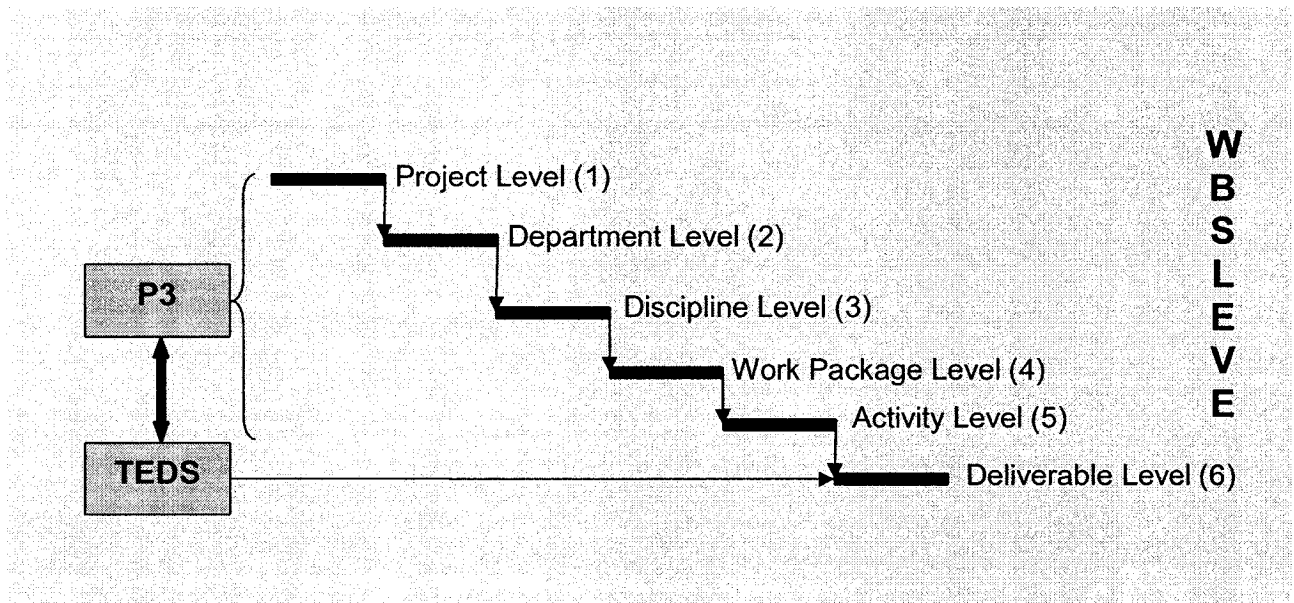 Project Level (1)
Department Level (2)
P3
Discipline Level (3)
Work Package Level (4)
Activity Level (5)
TEDS
Deliverable Level (6)
W
B
S
L
E
V
E